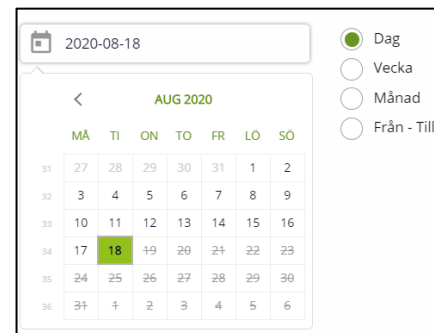 2020-08-18
AUG 2020
MÅ TI ON TO FR LÖ SÖ
31 27 28 29 30 31 1 2
32 3 4 5 6 7 8 9
33 10 11 12 13 14 15 16
34 17 18 19 20 21 22 23
35 24 25 26 27 28 29 30
36 31 1 2 3 4 5 6
Dag
Vecka
Månad
Från - Till